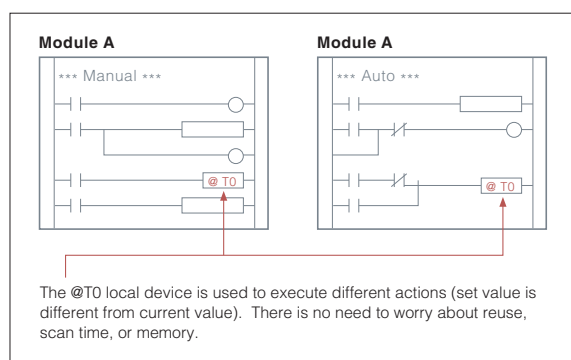 Module A
Module A
*** Manual ***
*** Auto ***
@ T0
@ T0
The @T0 local device is used to execute different actions (set value is
different from current value).  There is no need to worry about reuse,
scan time, or memory.